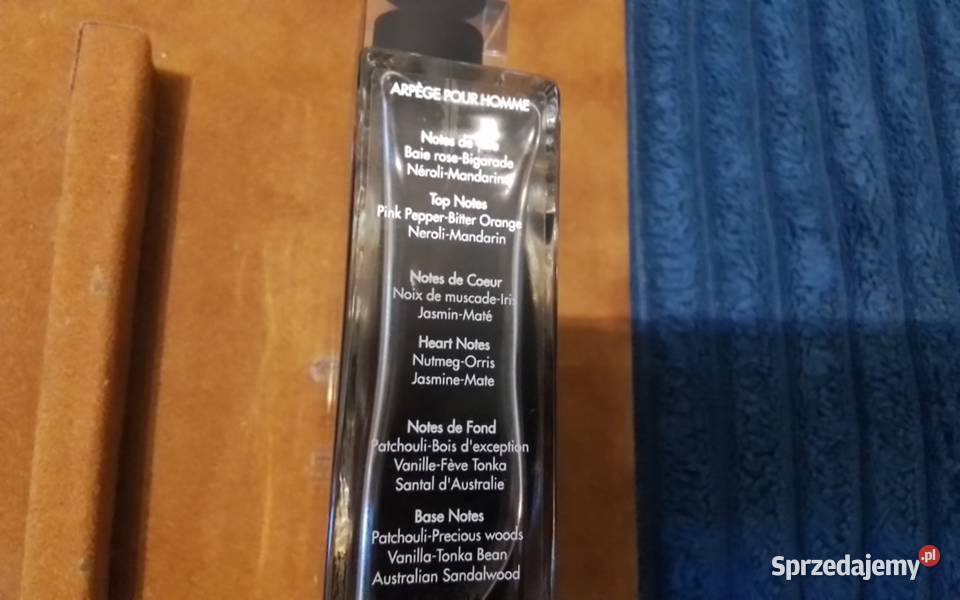 ARPÈGE POUR HOMME
Notes de
Baie rose-Bigarade
Néroli-Mandarine
Top Notes
Pink Pepper-Bitter Orange
Neroli-Mandarin
Notes de Coeur
Noix de muscade-Iris
Jasmin-Maté
Heart Notes
Nutmeg-Orris
Jasmine-Mate
Notes de Fond
Patchouli-Bois d'exception
Vanille-Fève Tonka
Santal d'Australie
Base Notes
Patchouli-Precious woods
Vanilla-Tonka Bean
Australian Sandalwood
Sprzedajemy.pl